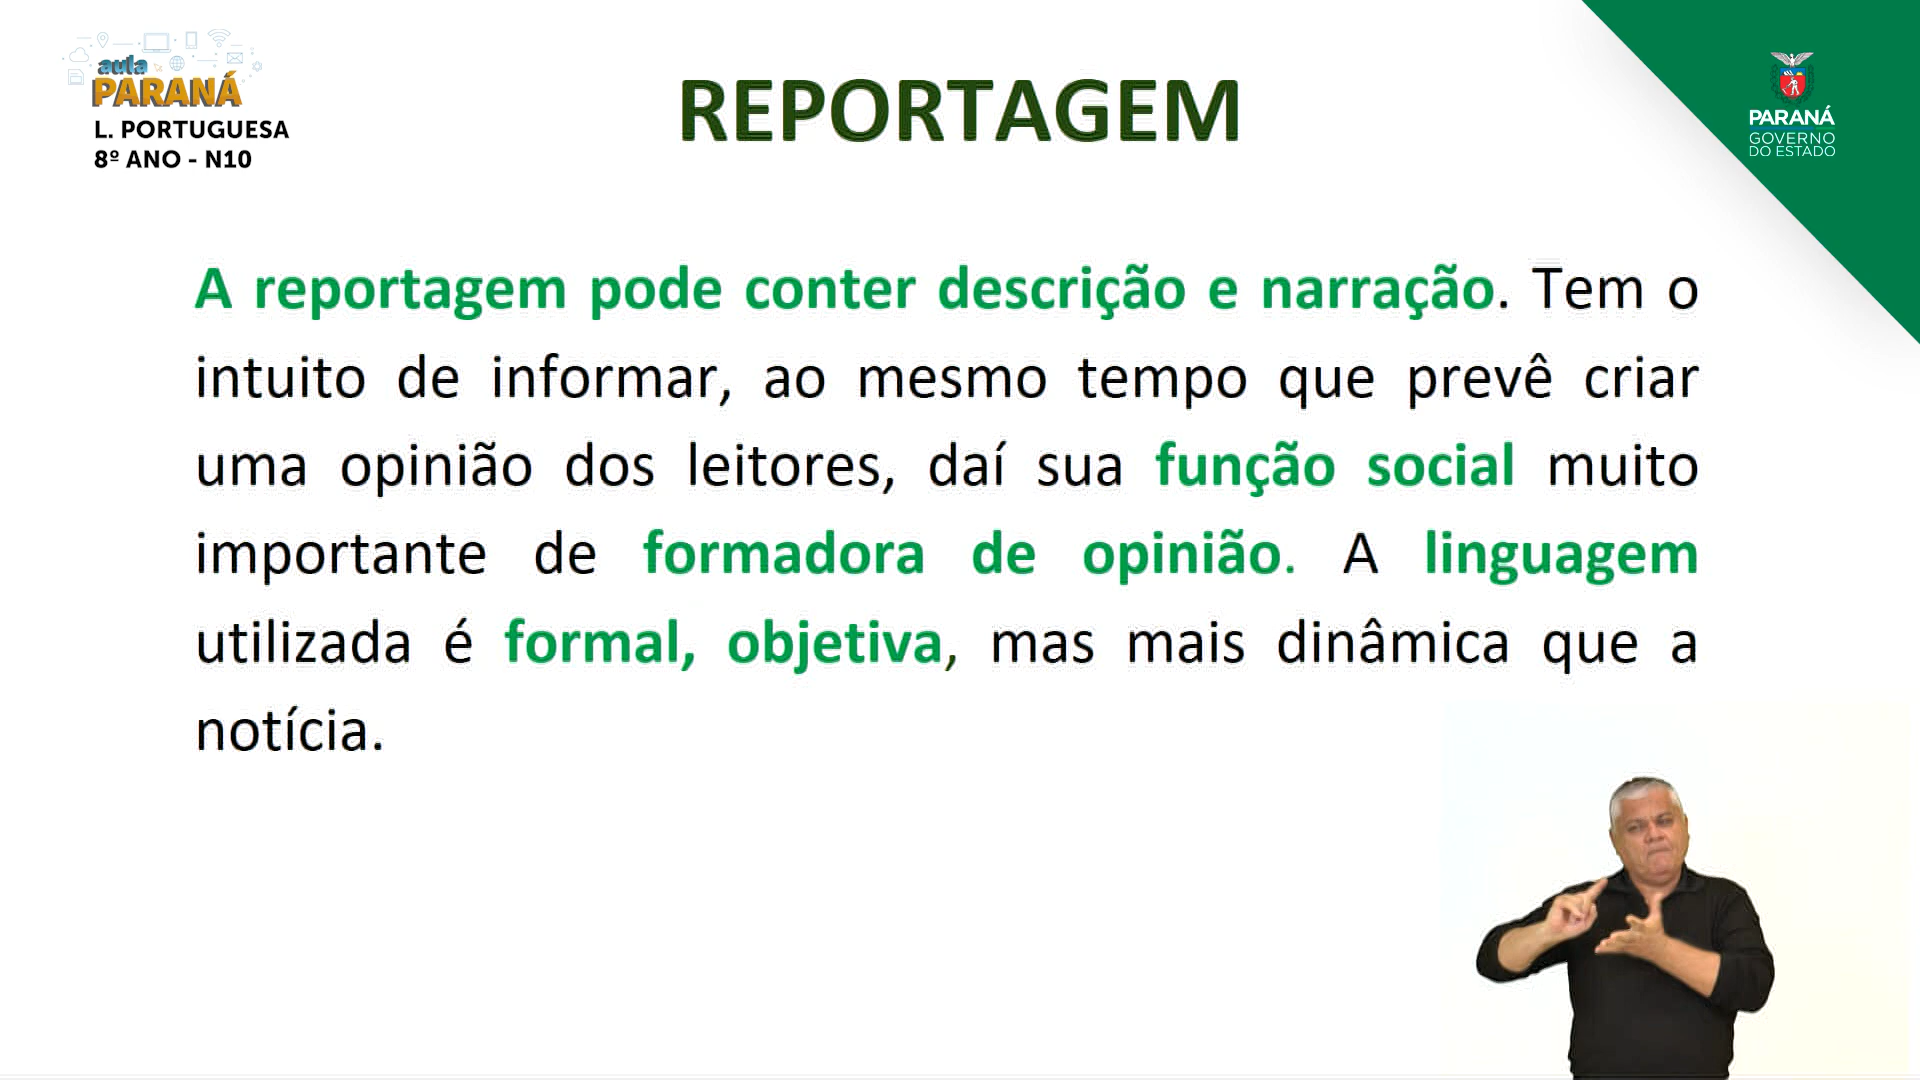 aula
PARANÁ
L. PORTUGUESA
8º ANO - N10
REPORTAGEM
PARANÁ
GOVERNO
DO ESTADO
A reportagem pode conter descrição e narração. Tem o
intuito de informar, ao mesmo tempo que prevê criar
uma opinião dos leitores, daí sua função social muito
importante de formadora de opinião. A linguagem
utilizada é formal, objetiva, mas mais dinâmica que a
notícia.